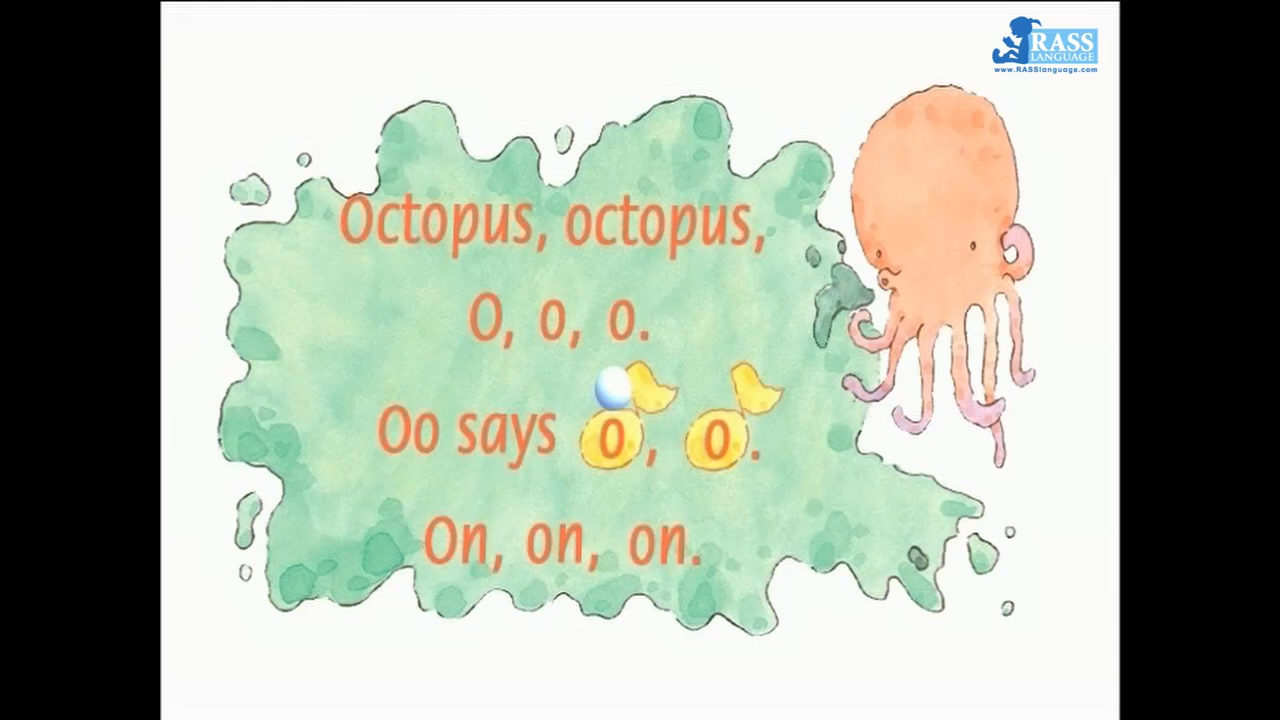 RASS
LANGUAGE
www.RASSlanguage.com
Octopus, octopus,
O, o, o.
Oo says o, o.
On, on, on.